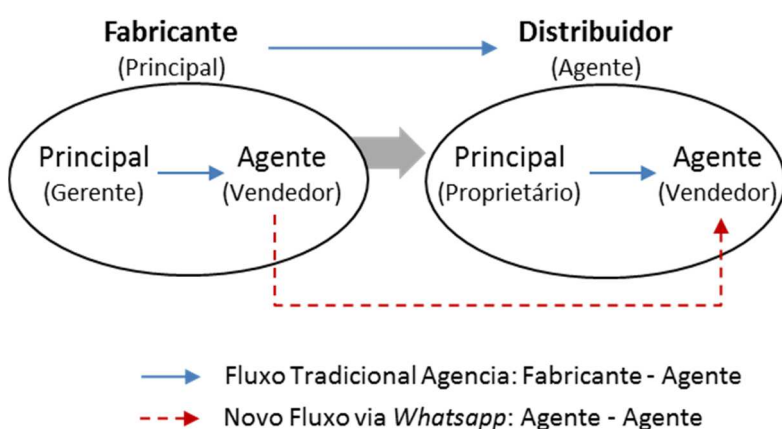 Fabricante
(Principal)
Distribuidor
(Agente)
Principal
(Gerente)
Agente
(Vendedor)
Principal
(Proprietário)
Agente
(Vendedor)
Fluxo Tradicional Agencia: Fabricante - Agente
Novo Fluxo via Whatsapp: Agente - Agente